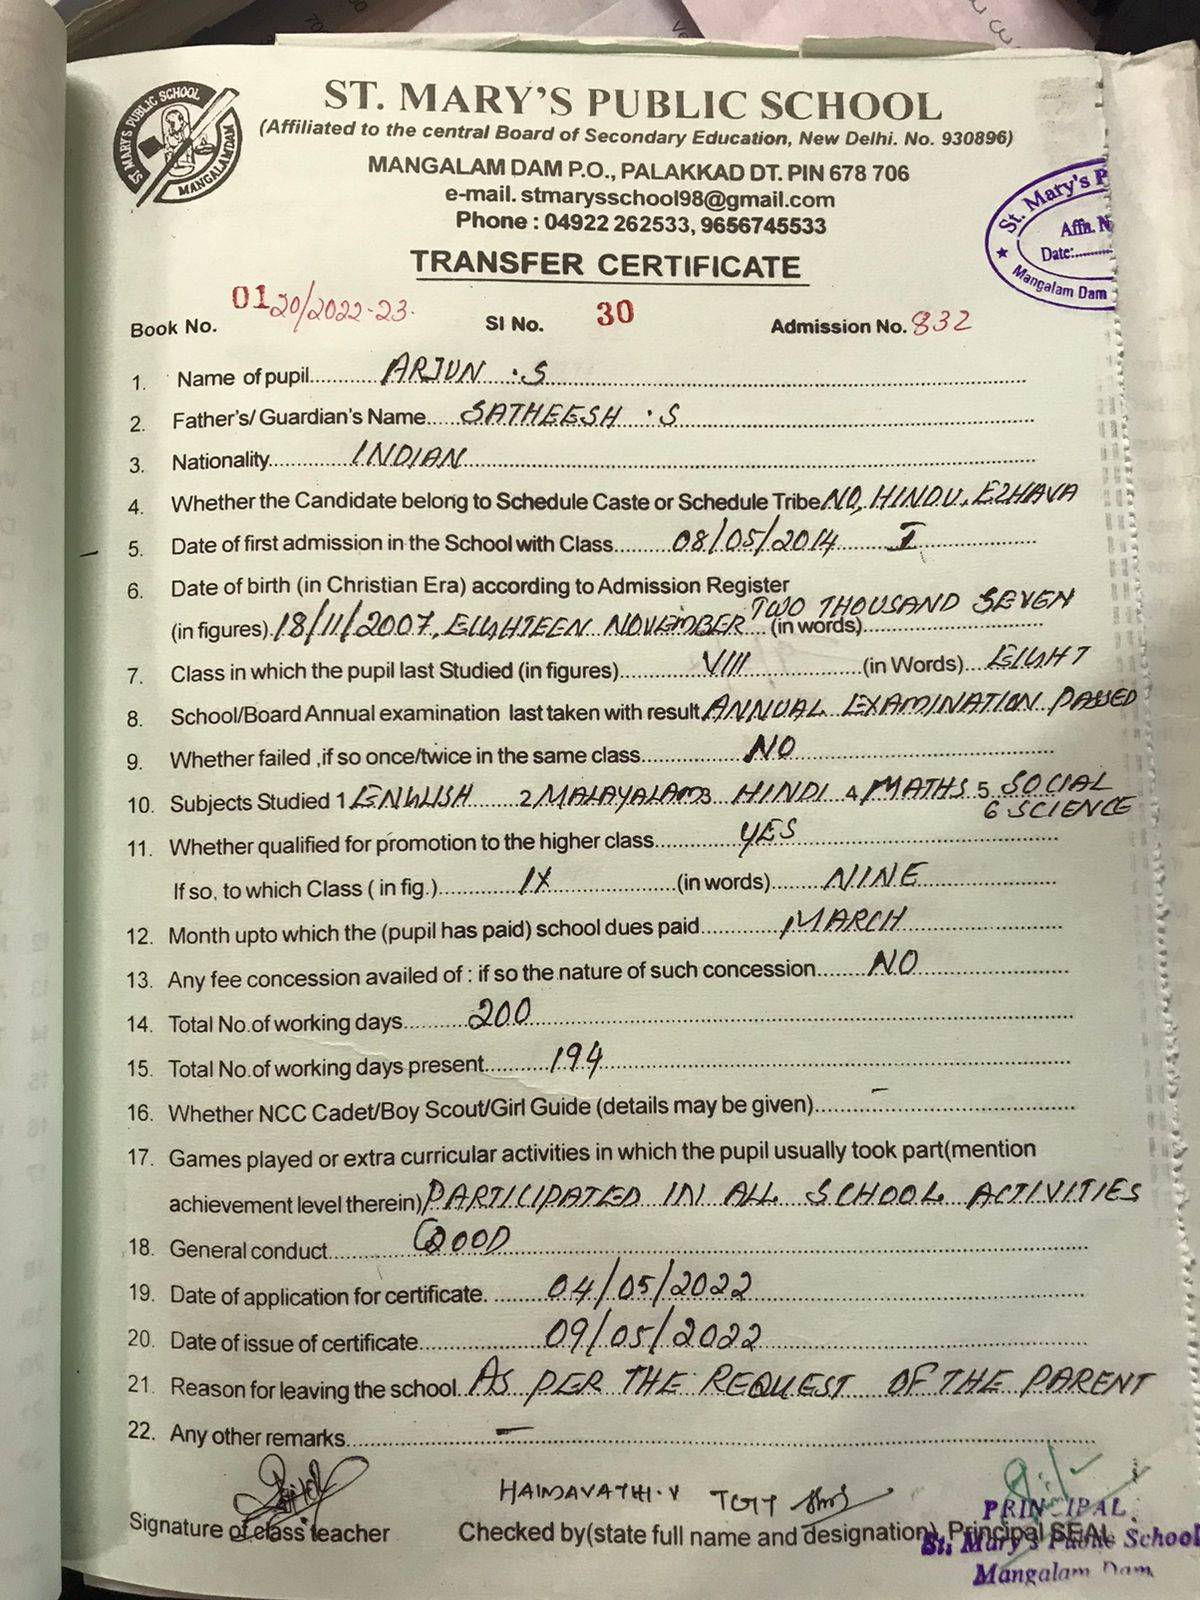 ST. MARY'S PUBLIC SCHOOL
MANGALAMDAM
ST. MARY'S PUBLIC SCHOOL
(Affiliated to the central Board of Secondary Education, New Delhi. No. 930896)
MANGALAM DAM P.O., PALAKKAD DT. PIN 678 706
e-mail. stmarysschool98@gmail.com
Phone : 04922 262533, 9656745533
St. Mary's P
Affn. N
Date:..........
Mangalam Dam
TRANSFER CERTIFICATE
Book No. 01 20/2022-23. SI No. 30 Admission No. 832
1. Name of pupil ARJUN .S
2. Father's/ Guardian's Name SATHEESH .S
3. Nationality INDIAN
4. Whether the Candidate belong to Schedule Caste or Schedule Tribe NO, HINDU, EZHAVA
5. Date of first admission in the School with Class 08/05/2014 I
6. Date of birth (in Christian Era) according to Admission Register
TWO THOUSAND SEVEN
(in figures) 18/11/2007, EIGHTEEN NOVEMBER (in words)
7. Class in which the pupil last Studied (in figures) VIII (in Words) EIGHT
8. School/Board Annual examination last taken with result ANNUAL EXAMINATION PASSED
9. Whether failed ,if so once/twice in the same class NO
10. Subjects Studied 1 ENGLISH 2 MALAYALAM 3 HINDI 4 MATHS 5 SOCIAL
6 SCIENCE
11. Whether qualified for promotion to the higher class YES
If so, to which Class ( in fig.) IX (in words) NINE
12. Month upto which the (pupil has paid) school dues paid MARCH
13. Any fee concession availed of : if so the nature of such concession NO
14. Total No.of working days 200
15. Total No.of working days present 194
16. Whether NCC Cadet/Boy Scout/Girl Guide (details may be given) -
17. Games played or extra curricular activities in which the pupil usually took part(mention
achievement level therein) PARTICIPATED IN ALL SCHOOL ACTIVITIES
18. General conduct GOOD
19. Date of application for certificate. 04/05/2022
20. Date of issue of certificate 09/05/2022
21. Reason for leaving the school AS PER THE REQUEST OF THE PARENT
22. Any other remarks -
HAIMAVATHI.V TGT
Signature of class teacher Checked by(state full name and designation) Principal SEAL
PRINCIPAL
St. Mary's Public School
Mangalam Dam